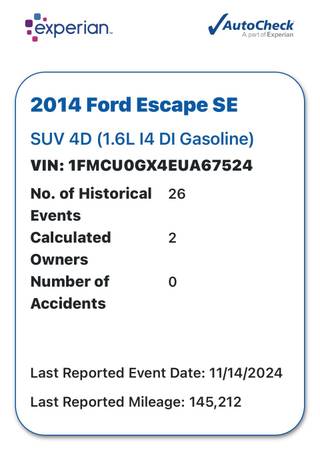 experian.
AutoCheck
A part of Experian
2014 Ford Escape SE
SUV 4D (1.6L I4 DI Gasoline)
VIN: 1FMCU0GX4EUA67524
No. of Historical 26
Events
Calculated 2
Owners
Number of 0
Accidents
Last Reported Event Date: 11/14/2024
Last Reported Mileage: 145,212